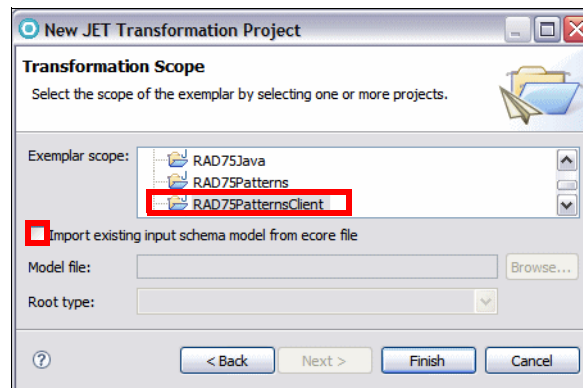 New JET Transformation Project
Transformation Scope
Select the scope of the exemplar by selecting one or more projects.
Exemplar scope:
RAD75Java
RAD75Patterns
RAD75PatternsClient
Import existing input schema model from ecore file
Model file:
Browse...
Root type:
?
< Back
Next >
Finish
Cancel